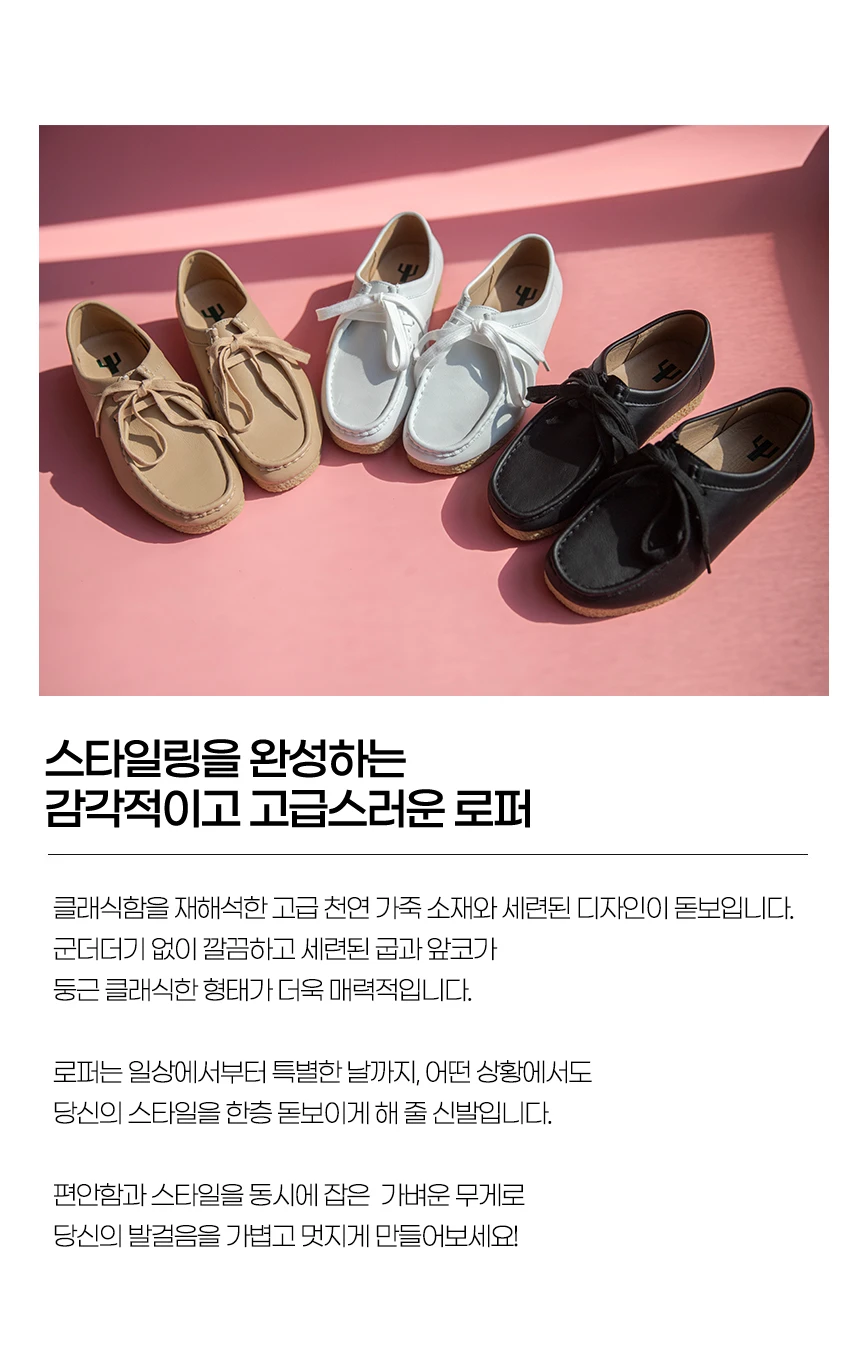 스타일링을 완성하는
감각적이고 고급스러운 로퍼
클래식함을 재해석한 고급 천연 가죽 소재와 세련된 디자인이 돋보입니다.
군더더기 없이 깔끔하고 세련된 굽과 앞코가
둥근 클래식한 형태가 더욱 매력적입니다.
로퍼는 일상에서부터 특별한 날까지, 어떤 상황에서도
당신의 스타일을 한층 돋보이게 해 줄 신발입니다.
편안함과 스타일을 동시에 잡은 가벼운 무게로
당신의 발걸음을 가볍고 멋지게 만들어보세요!